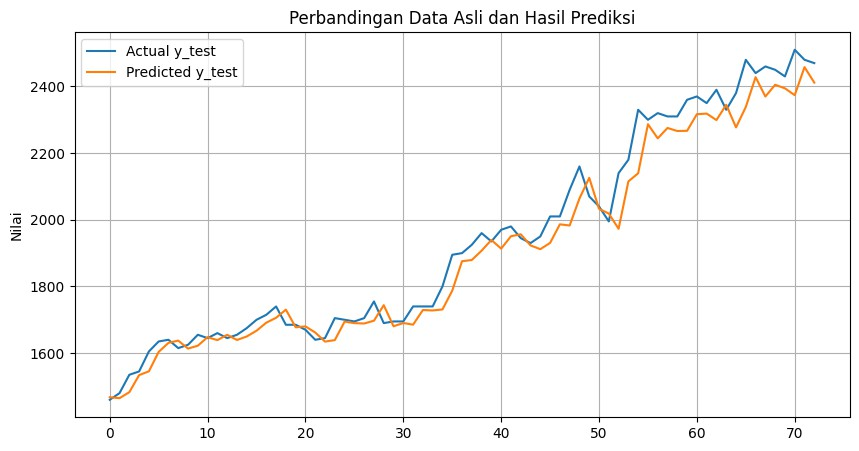 Perbandingan Data Asli dan Hasil Prediksi
Actual y_test
Predicted y_test
Nilai
2400
2200
2000
1800
1600
0 10 20 30 40 50 60 70